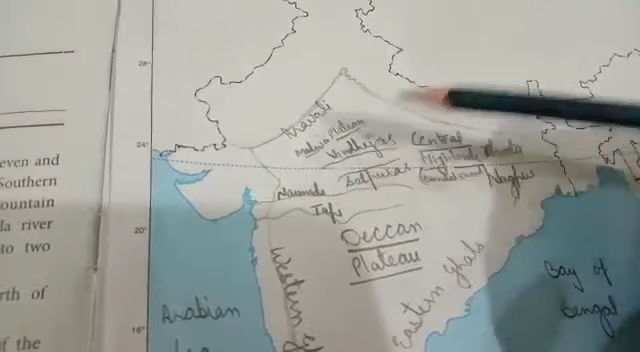 even and
Southern
ountain
la river
to two
rth of
f the
28°
24°
20°
16°
Aravali
Malwa Plateau
Vindhyas
Central
Highlands
Satpuras
Bundelkhand
Chota
Nagpur
Narmada
Tapi
Deccan
Plateau
Western
Eastern Ghats
Arabian
Sea
Bay of
Bengal